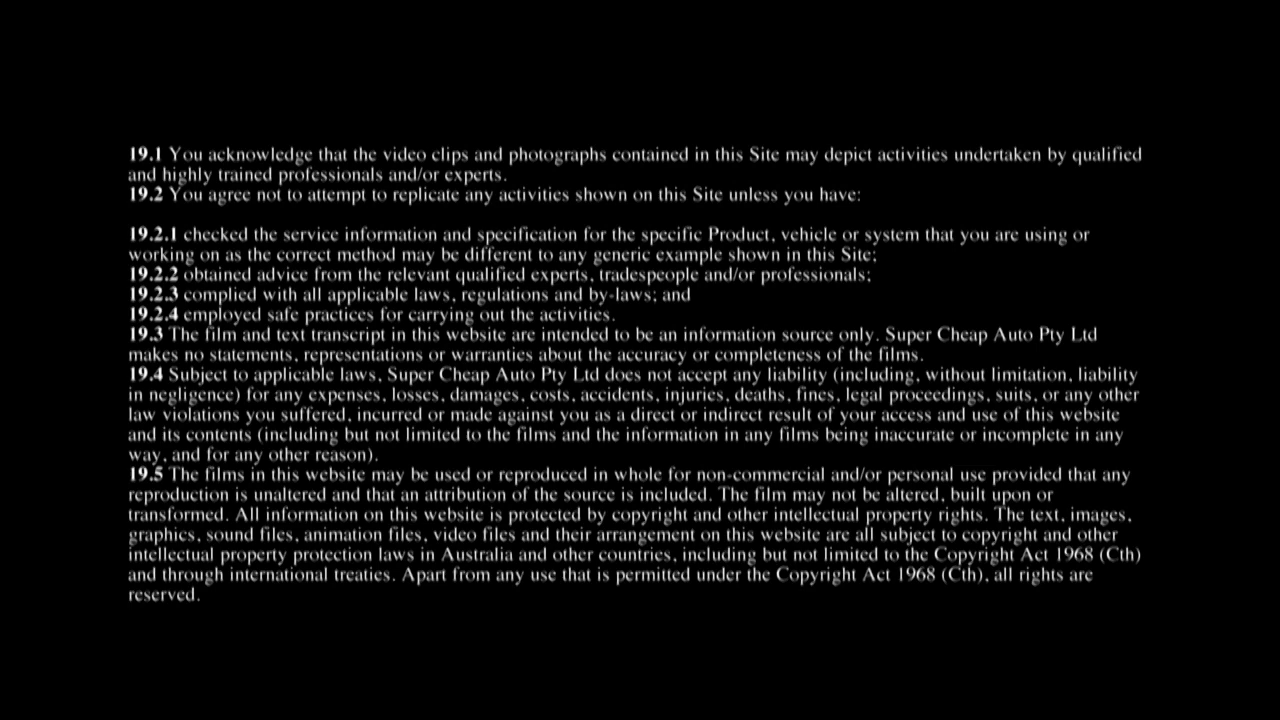 19.1 You acknowledge that the video clips and photographs contained in this Site may depict activities undertaken by qualified
and highly trained professionals and/or experts.
19.2 You agree not to attempt to replicate any activities shown on this Site unless you have:
19.2.1 checked the service information and specification for the specific Product, vehicle or system that you are using or
working on as the correct method may be different to any generic example shown in this Site;
19.2.2 obtained advice from the relevant qualified experts, tradespeople and/or professionals;
19.2.3 complied with all applicable laws, regulations and by-laws; and
19.2.4 employed safe practices for carrying out the activities.
19.3 The film and text transcript in this website are intended to be an information source only. Super Cheap Auto Pty Ltd
makes no statements, representations or warranties about the accuracy or completeness of the films.
19.4 Subject to applicable laws, Super Cheap Auto Pty Ltd does not accept any liability (including, without limitation, liability
in negligence) for any expenses, losses, damages, costs, accidents, injuries, deaths, fines, legal proceedings, suits, or any other
law violations you suffered, incurred or made against you as a direct or indirect result of your access and use of this website
and its contents (including but not limited to the films and the information in any films being inaccurate or incomplete in any
way, and for any other reason).
19.5 The films in this website may be used or reproduced in whole for non-commercial and/or personal use provided that any
reproduction is unaltered and that an attribution of the source is included. The film may not be altered, built upon or
transformed. All information on this website is protected by copyright and other intellectual property rights. The text, images,
graphics, sound files, animation files, video files and their arrangement on this website are all subject to copyright and other
intellectual property protection laws in Australia and other countries, including but not limited to the Copyright Act 1968 (Cth)
and through international treaties. Apart from any use that is permitted under the Copyright Act 1968 (Cth), all rights are
reserved.